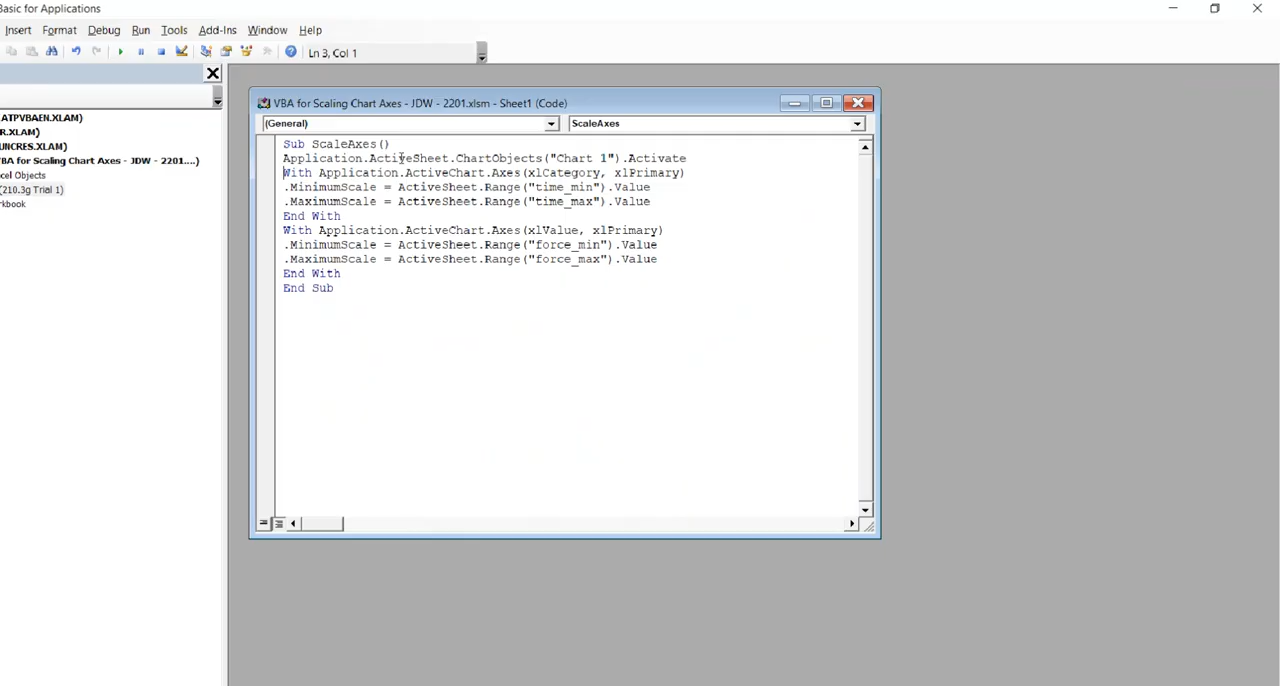 Basic for Applications
Insert Format Debug Run Tools Add-Ins Window Help
Ln 3, Col 1
ATPVBAEN.XLAM)
R.XLAM)
UNCRES.XLAM)
BA for Scaling Chart Axes - JDW - 2201....)
cel Objects
(210.3g Trial 1)
rkbook
VBA for Scaling Chart Axes - JDW - 2201.xlsm - Sheet1 (Code)
(General) ScaleAxes
Sub ScaleAxes()
Application.ActiveSheet.ChartObjects("Chart 1").Activate
With Application.ActiveChart.Axes(xlCategory, xlPrimary)
.MinimumScale = ActiveSheet.Range("time_min").Value
.MaximumScale = ActiveSheet.Range("time_max").Value
End With
With Application.ActiveChart.Axes(xlValue, xlPrimary)
.MinimumScale = ActiveSheet.Range("force_min").Value
.MaximumScale = ActiveSheet.Range("force_max").Value
End With
End Sub